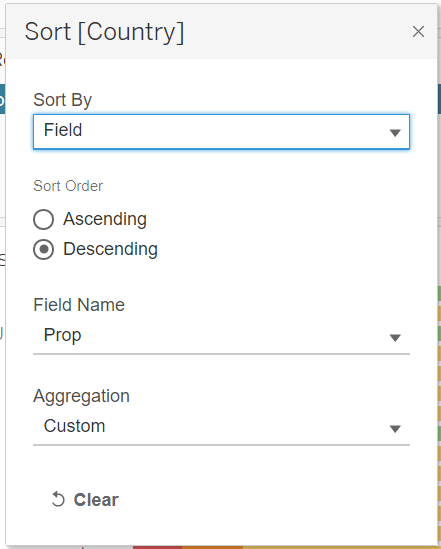 Sort [Country]
Sort By
Field
Sort Order
Ascending
Descending
Field Name
Prop
Aggregation
Custom
Clear